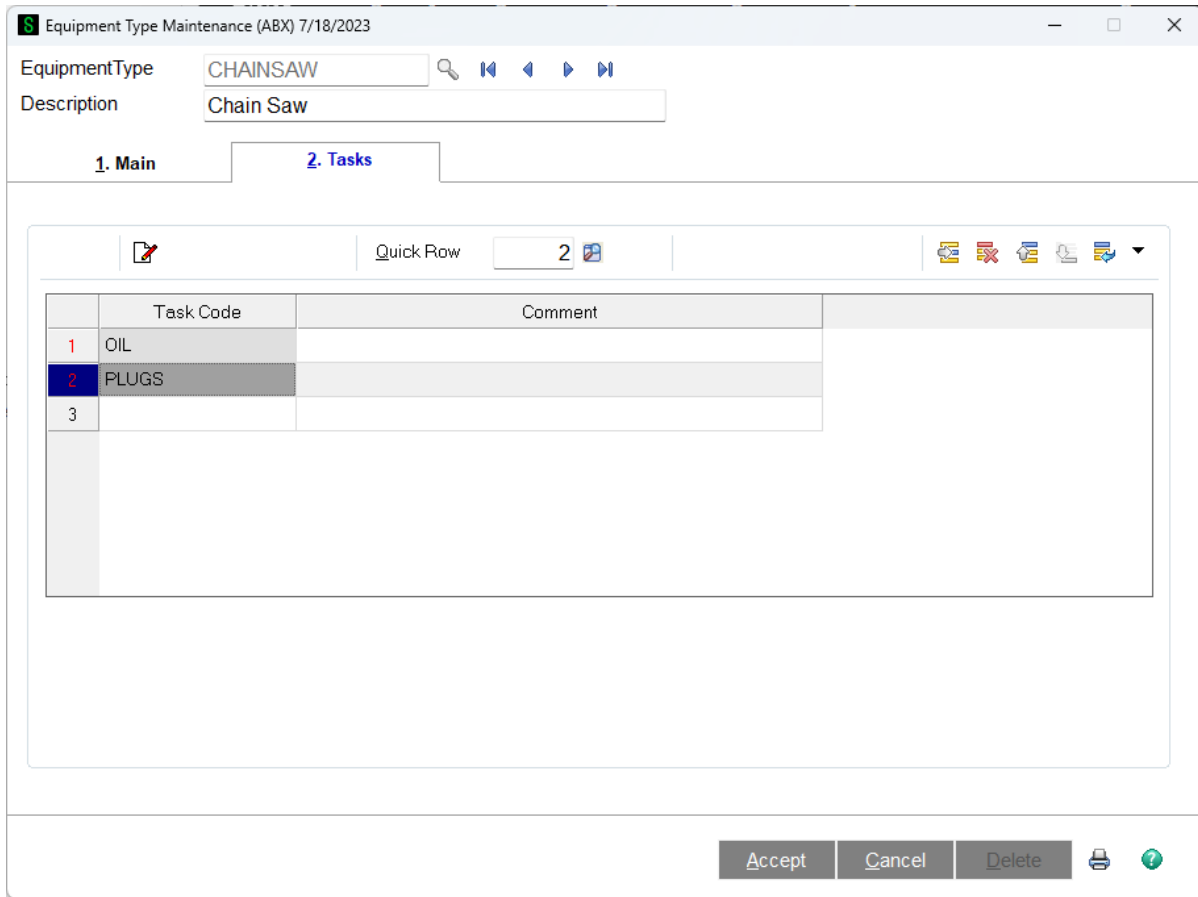 Equipment Type Maintenance (ABX) 7/18/2023
EquipmentType CHAINSAW
Description Chain Saw
1. Main 2. Tasks
Quick Row 2
Task Code Comment
1 OIL
2 PLUGS
3
Accept Cancel Delete